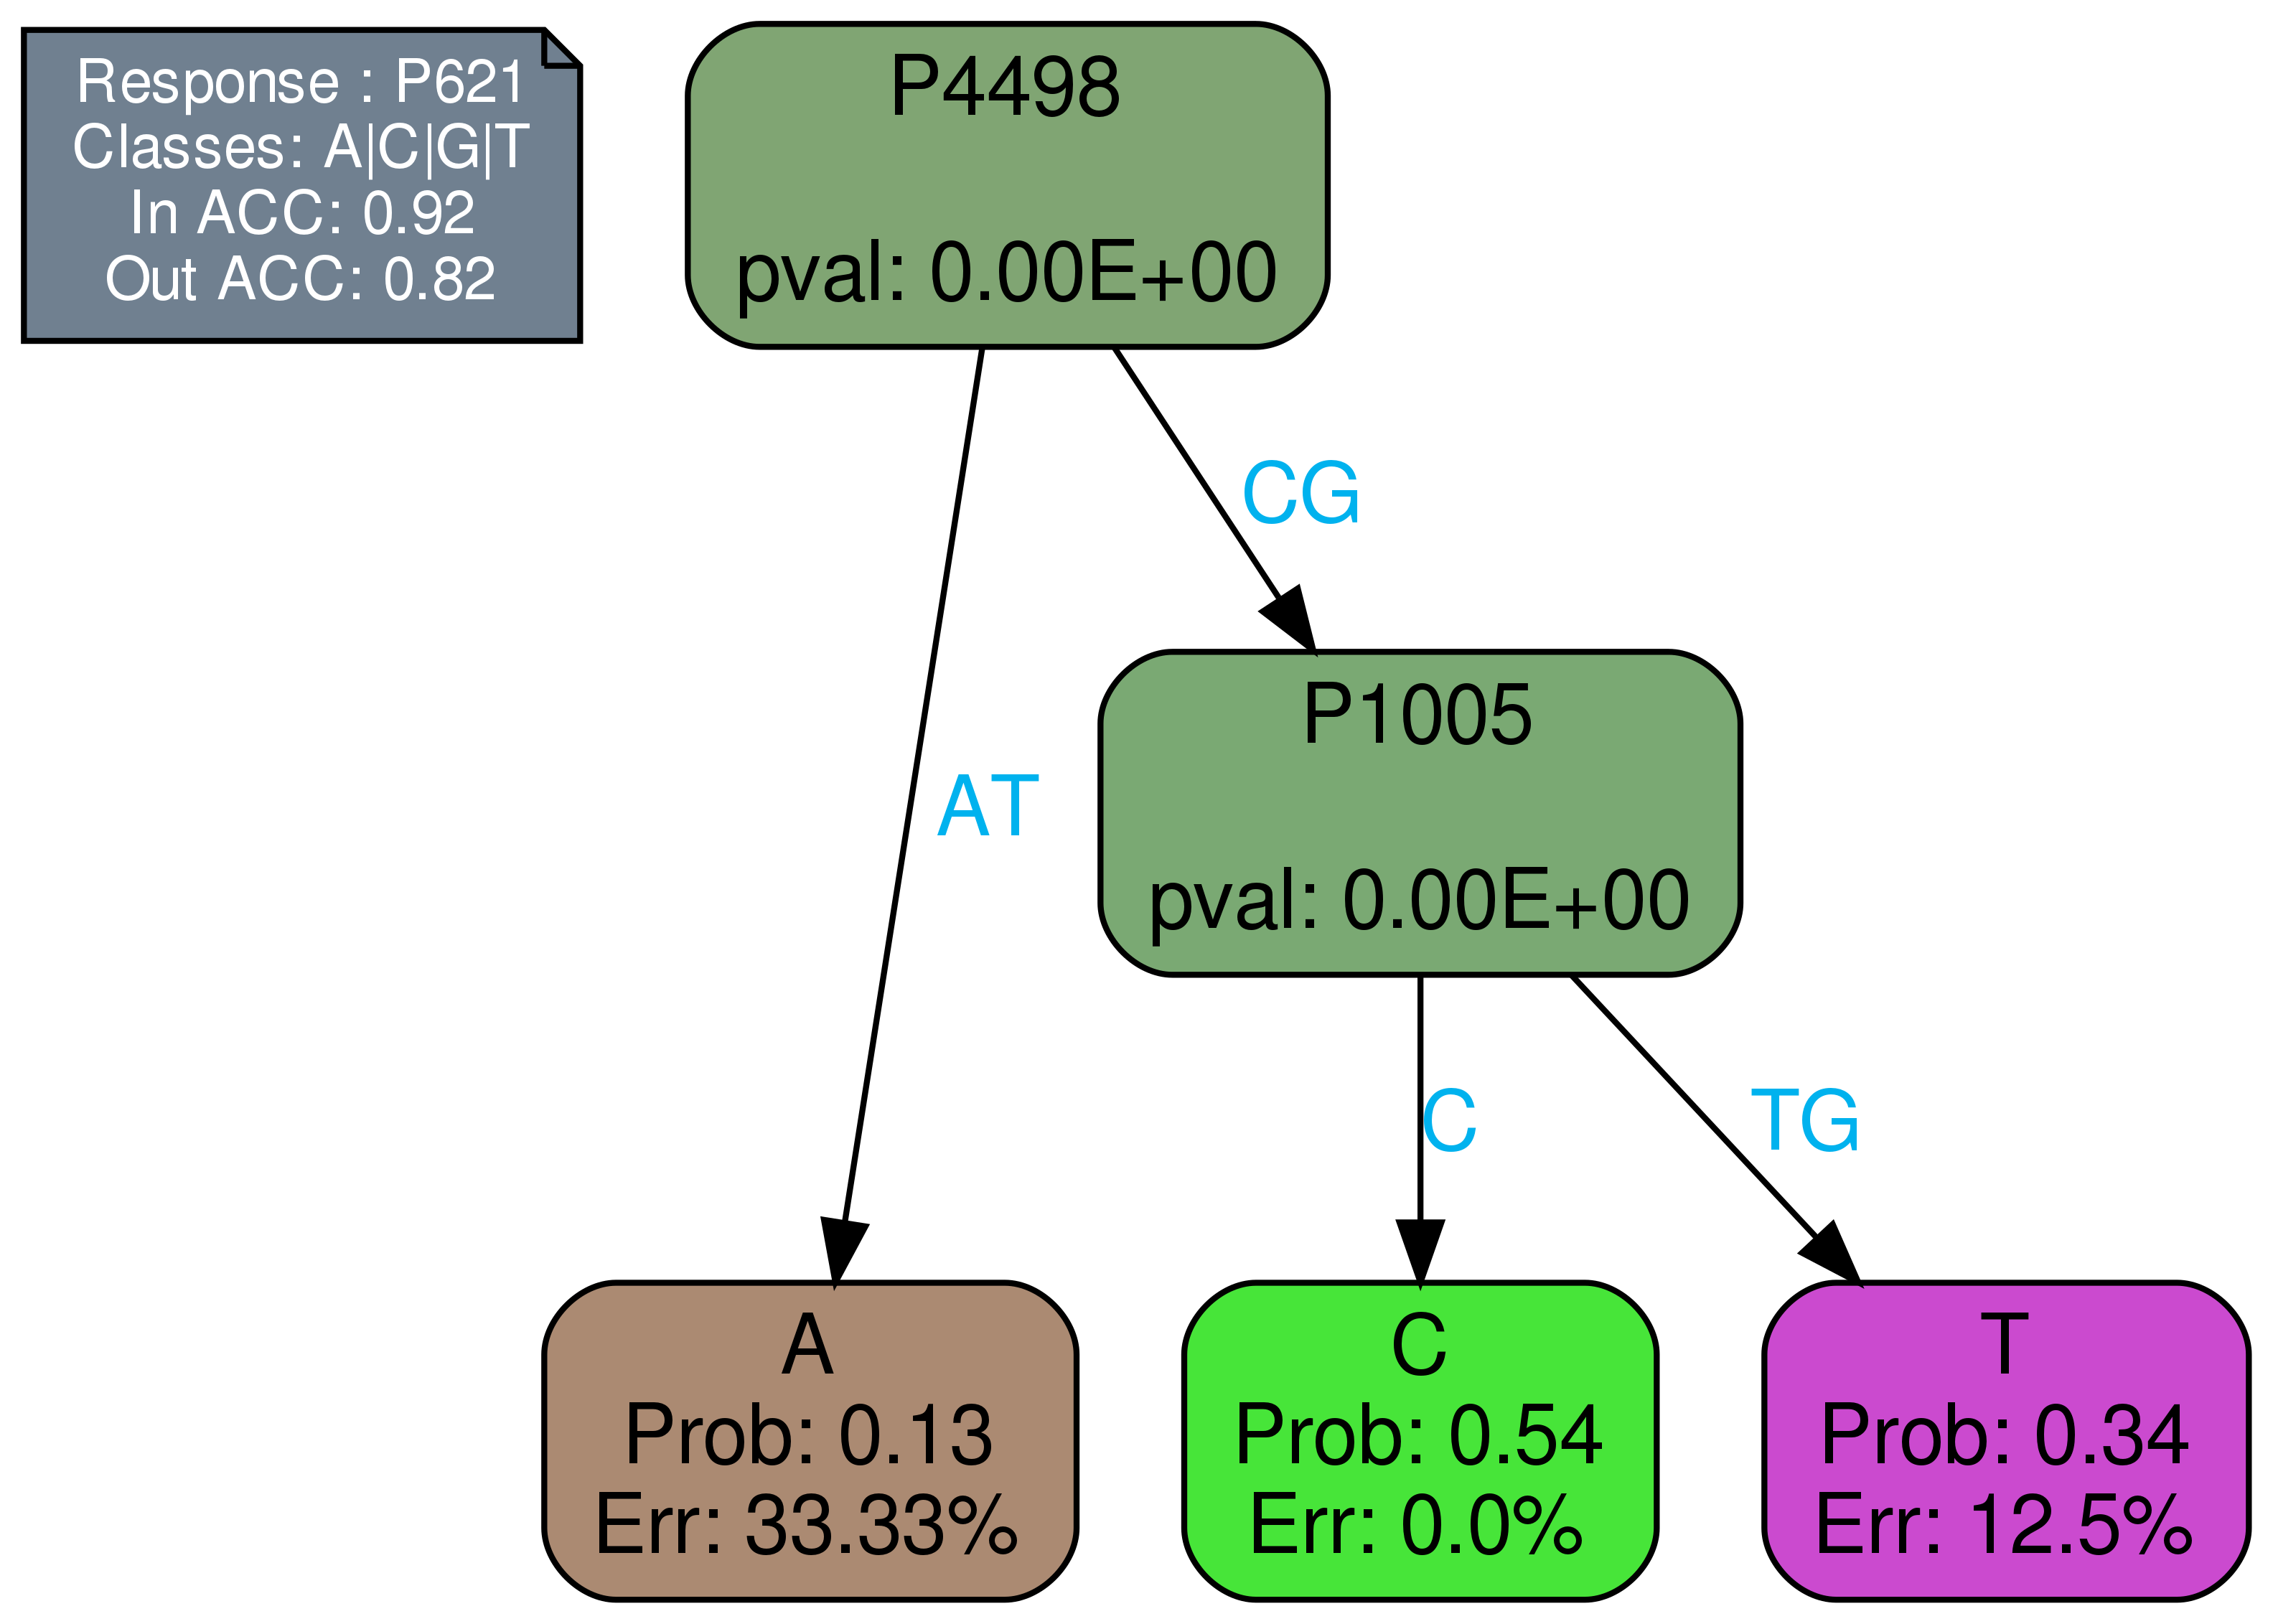 Response : P621
Classes: A|C|G|T
In ACC: 0.92
Out ACC: 0.82
P4498
pval: 0.00E+00
CG
AT
P1005
pval: 0.00E+00
C
TG
A
Prob: 0.13
Err: 33.33%
C
Prob: 0.54
Err: 0.0%
T
Prob: 0.34
Err: 12.5%